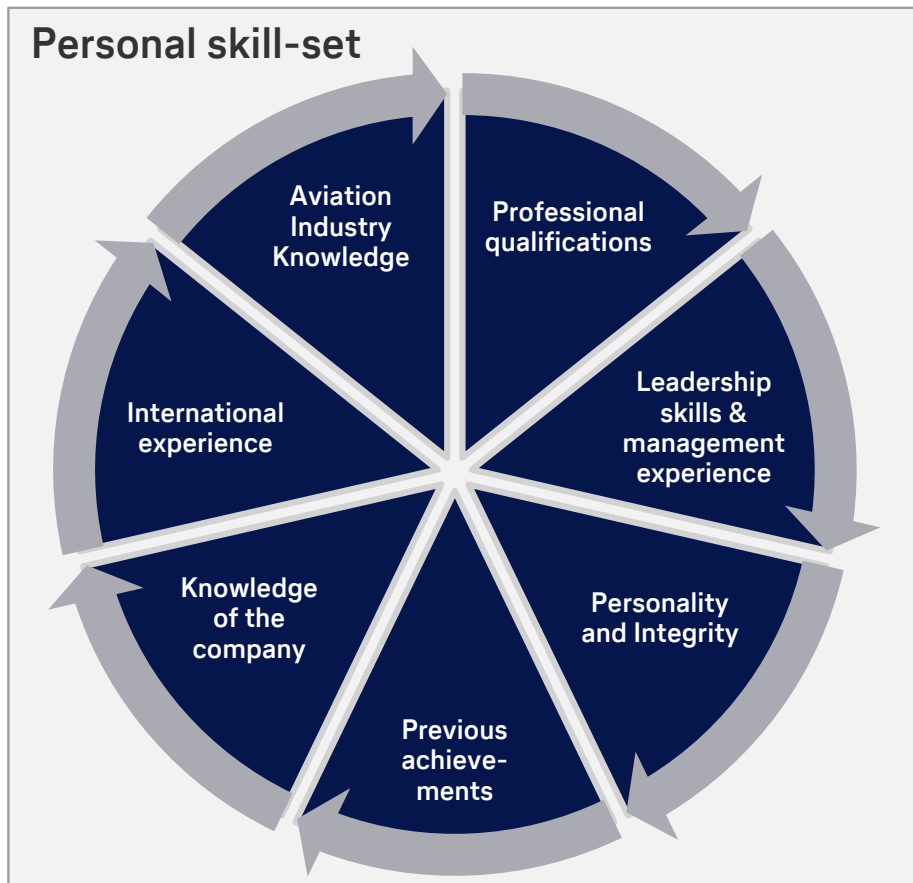 Personal skill-set
Aviation
Industry
Knowledge
Professional
qualifications
Leadership
skills &
management
experience
International
experience
Personality
and Integrity
Knowledge
of the
company
Previous
achieve-
ments